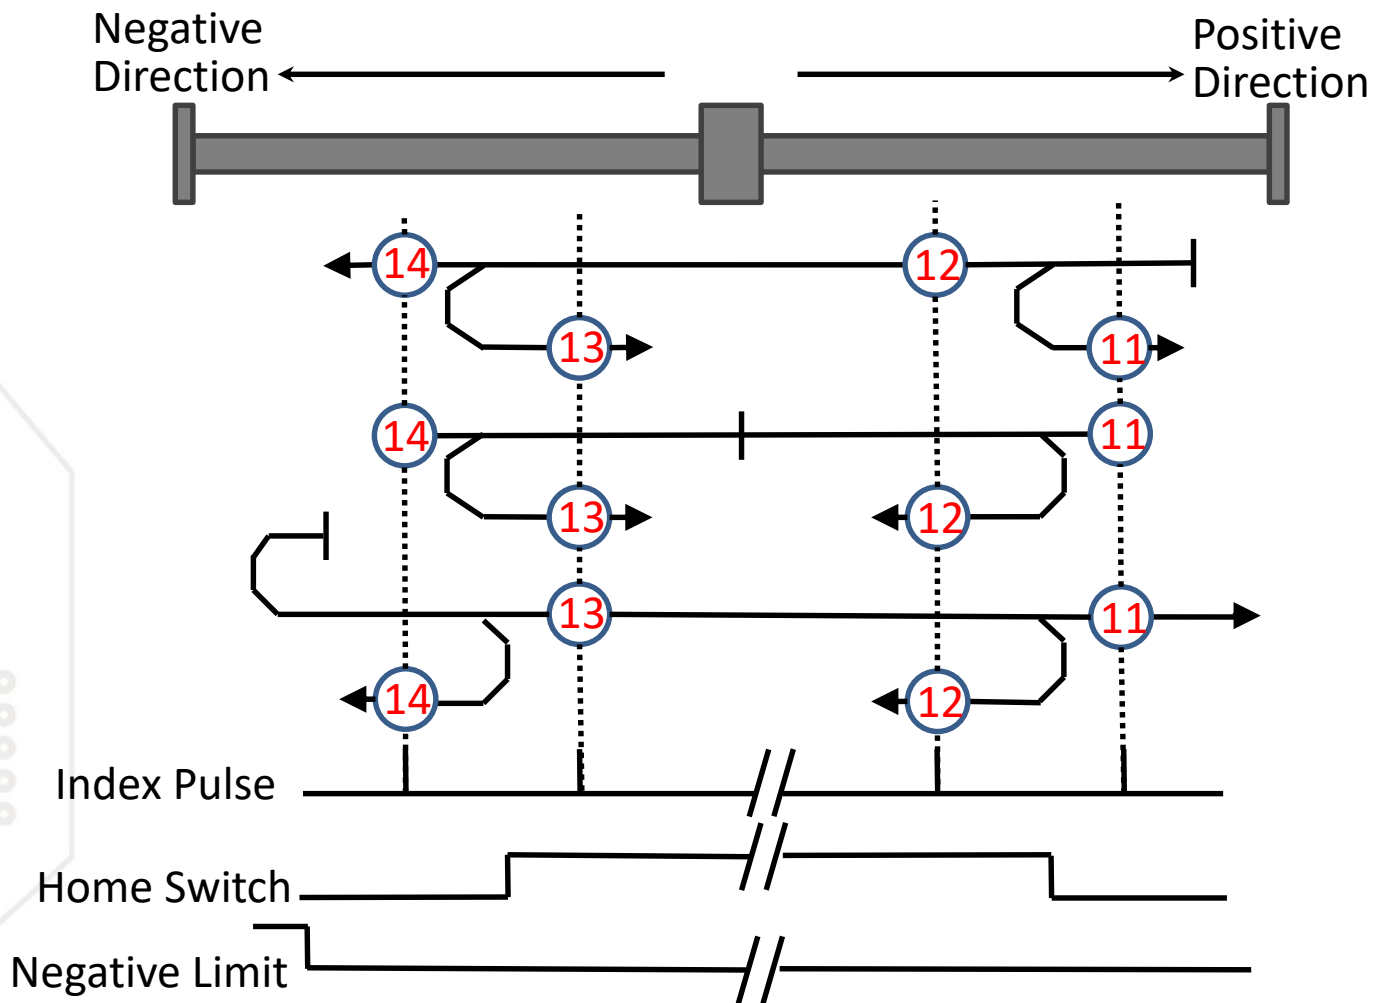 Negative
Direction
Positive
Direction
14
12
13
11
14
11
13
12
13
11
14
12
Index Pulse
Home Switch
Negative Limit